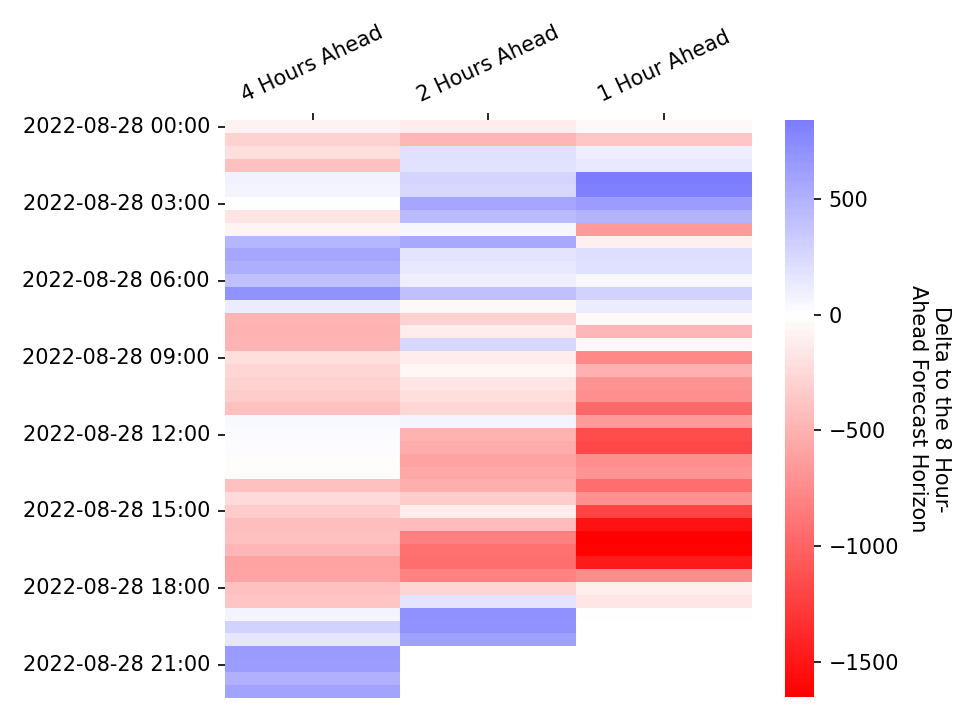 4 Hours Ahead
2 Hours Ahead
1 Hour Ahead
2022-08-28 00:00
2022-08-28 03:00
2022-08-28 06:00
2022-08-28 09:00
2022-08-28 12:00
2022-08-28 15:00
2022-08-28 18:00
2022-08-28 21:00
500
0
−500
−1000
−1500
Delta to the 8 Hour-
Ahead Forecast Horizon